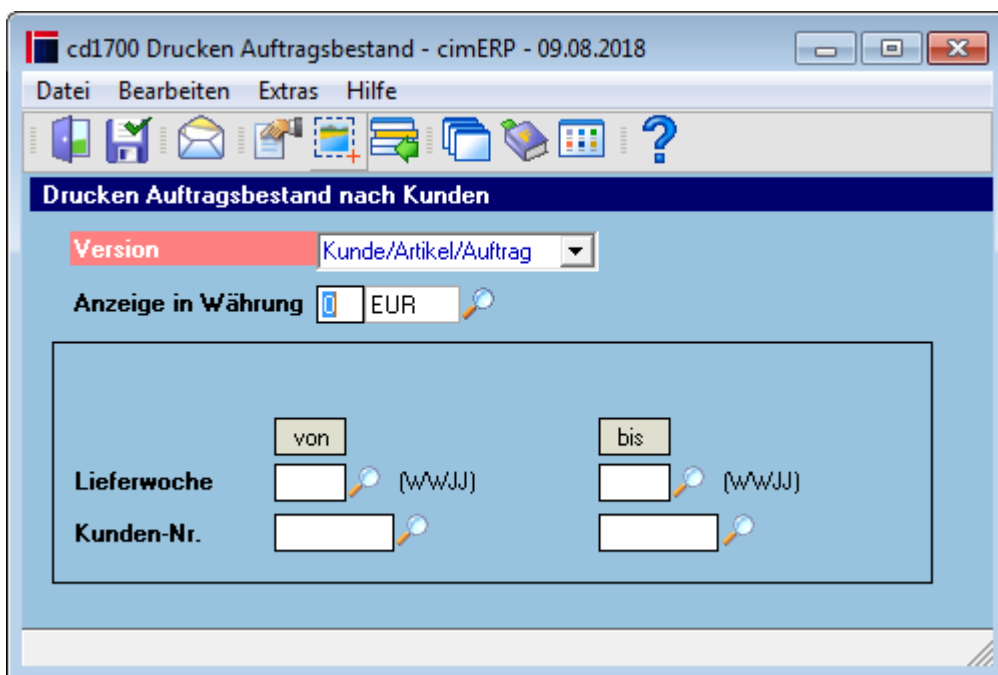 cd1700 Drucken Auftragsbestand - cimERP - 09.08.2018
Datei Bearbeiten Extras Hilfe
Drucken Auftragsbestand nach Kunden
Version Kunde/Artikel/Auftrag
Anzeige in Währung 0 EUR
von bis
Lieferwoche (WWJJ) (WWJJ)
Kunden-Nr.